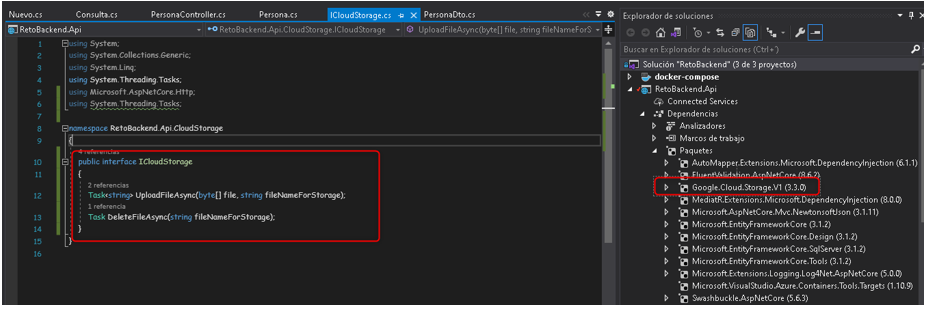 Nuevo.cs Consulta.cs PersonaController.cs Persona.cs ICloudStorage.cs PersonaDto.cs
RetoBackend.Api RetoBackend.Api.CloudStorage.ICloudStorage UploadFileAsync(byte[] file, string fileNameForS
1 using System;
2 using System.Collections.Generic;
3 using System.Linq;
4 using System.Threading.Tasks;
5 using Microsoft.AspNetCore.Http;
6 using System.Threading.Tasks;
7
8 namespace RetoBackend.Api.CloudStorage
9 {
4 referencias
10 public interface ICloudStorage
11 {
2 referencias
12 Task<string> UploadFileAsync(byte[] file, string fileNameForStorage);
1 referencia
13 Task DeleteFileAsync(string fileNameForStorage);
14 }
15 }
16
Explorador de soluciones
Buscar en Explorador de soluciones (Ctrl+')
Solución "RetoBackend" (3 de 3 proyectos)
docker-compose
RetoBackend.Api
Connected Services
Dependencias
Analizadores
Marcos de trabajo
Paquetes
AutoMapper.Extensions.Microsoft.DependencyInjection (6.1.1)
FluentValidation.AspNetCore (8.6.2)
Google.Cloud.Storage.V1 (3.3.0)
MediatR.Extensions.Microsoft.DependencyInjection (8.0.0)
Microsoft.AspNetCore.Mvc.NewtonsoftJson (3.1.11)
Microsoft.EntityFrameworkCore (3.1.2)
Microsoft.EntityFrameworkCore.Design (3.1.2)
Microsoft.EntityFrameworkCore.SqlServer (3.1.2)
Microsoft.EntityFrameworkCore.Tools (3.1.2)
Microsoft.Extensions.Logging.Log4Net.AspNetCore (5.0.0)
Microsoft.VisualStudio.Azure.Containers.Tools.Targets (1.10.9)
Swashbuckle.AspNetCore (5.6.3)